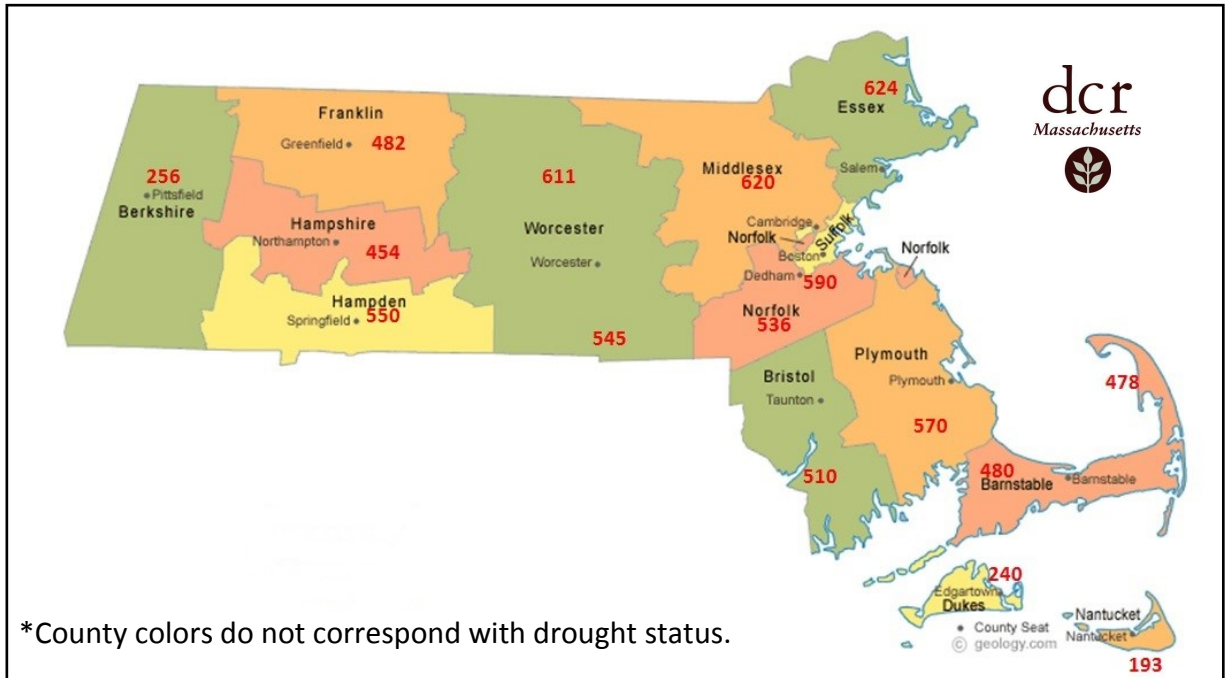 dcr
Massachusetts
624
Essex
Franklin
Greenfield
482
256
Pittsfield
Berkshire
611
Middlesex
620
Salem
Hampshire
Northampton
454
Worcester
Worcester
Cambridge
Norfolk
Suffolk
Boston
Dedham
590
Norfolk
Hampden
Springfield
550
545
Norfolk
536
Plymouth
Plymouth
570
Bristol
Taunton
510
478
480
Barnstable
Barnstable
240
Edgartown
Dukes
Nantucket
Nantucket
193
County Seat
© geology.com
*County colors do not correspond with drought status.